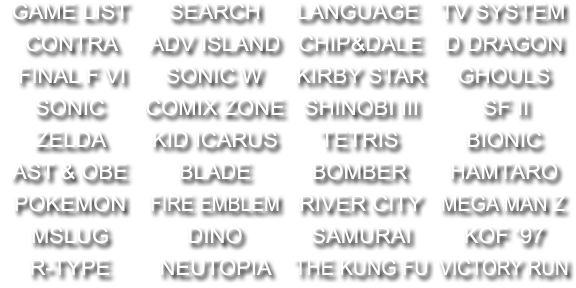 GAME LIST SEARCH LANGUAGE TV SYSTEM
CONTRA ADV ISLAND CHIP&DALE D DRAGON
FINAL F VI SONIC W KIRBY STAR GHOULS
SONIC COMIX ZONE SHINOBI III SF II
ZELDA KID ICARUS TETRIS BIONIC
AST & OBE BLADE BOMBER HAMTARO
POKEMON FIRE EMBLEM RIVER CITY MEGA MAN Z
MSLUG DINO SAMURAI KOF '97
R-TYPE NEUTOPIA THE KUNG FU VICTORY RUN